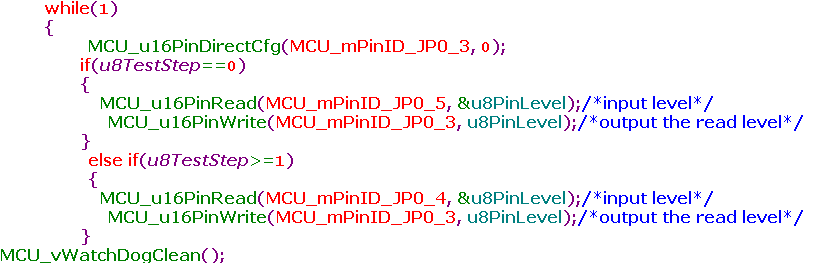 while(1)
{
MCU_u16PinDirectCfg(MCU_mPinID_JP0_3, 0);
if(u8TestStep==0)
{
MCU_u16PinRead(MCU_mPinID_JP0_5, &u8PinLevel);/*input level*/
MCU_u16PinWrite(MCU_mPinID_JP0_3, u8PinLevel);/*output the read level*/
}
else if(u8TestStep>=1)
{
MCU_u16PinRead(MCU_mPinID_JP0_4, &u8PinLevel);/*input level*/
MCU_u16PinWrite(MCU_mPinID_JP0_3, u8PinLevel);/*output the read level*/
}
MCU_vWatchDogClean();